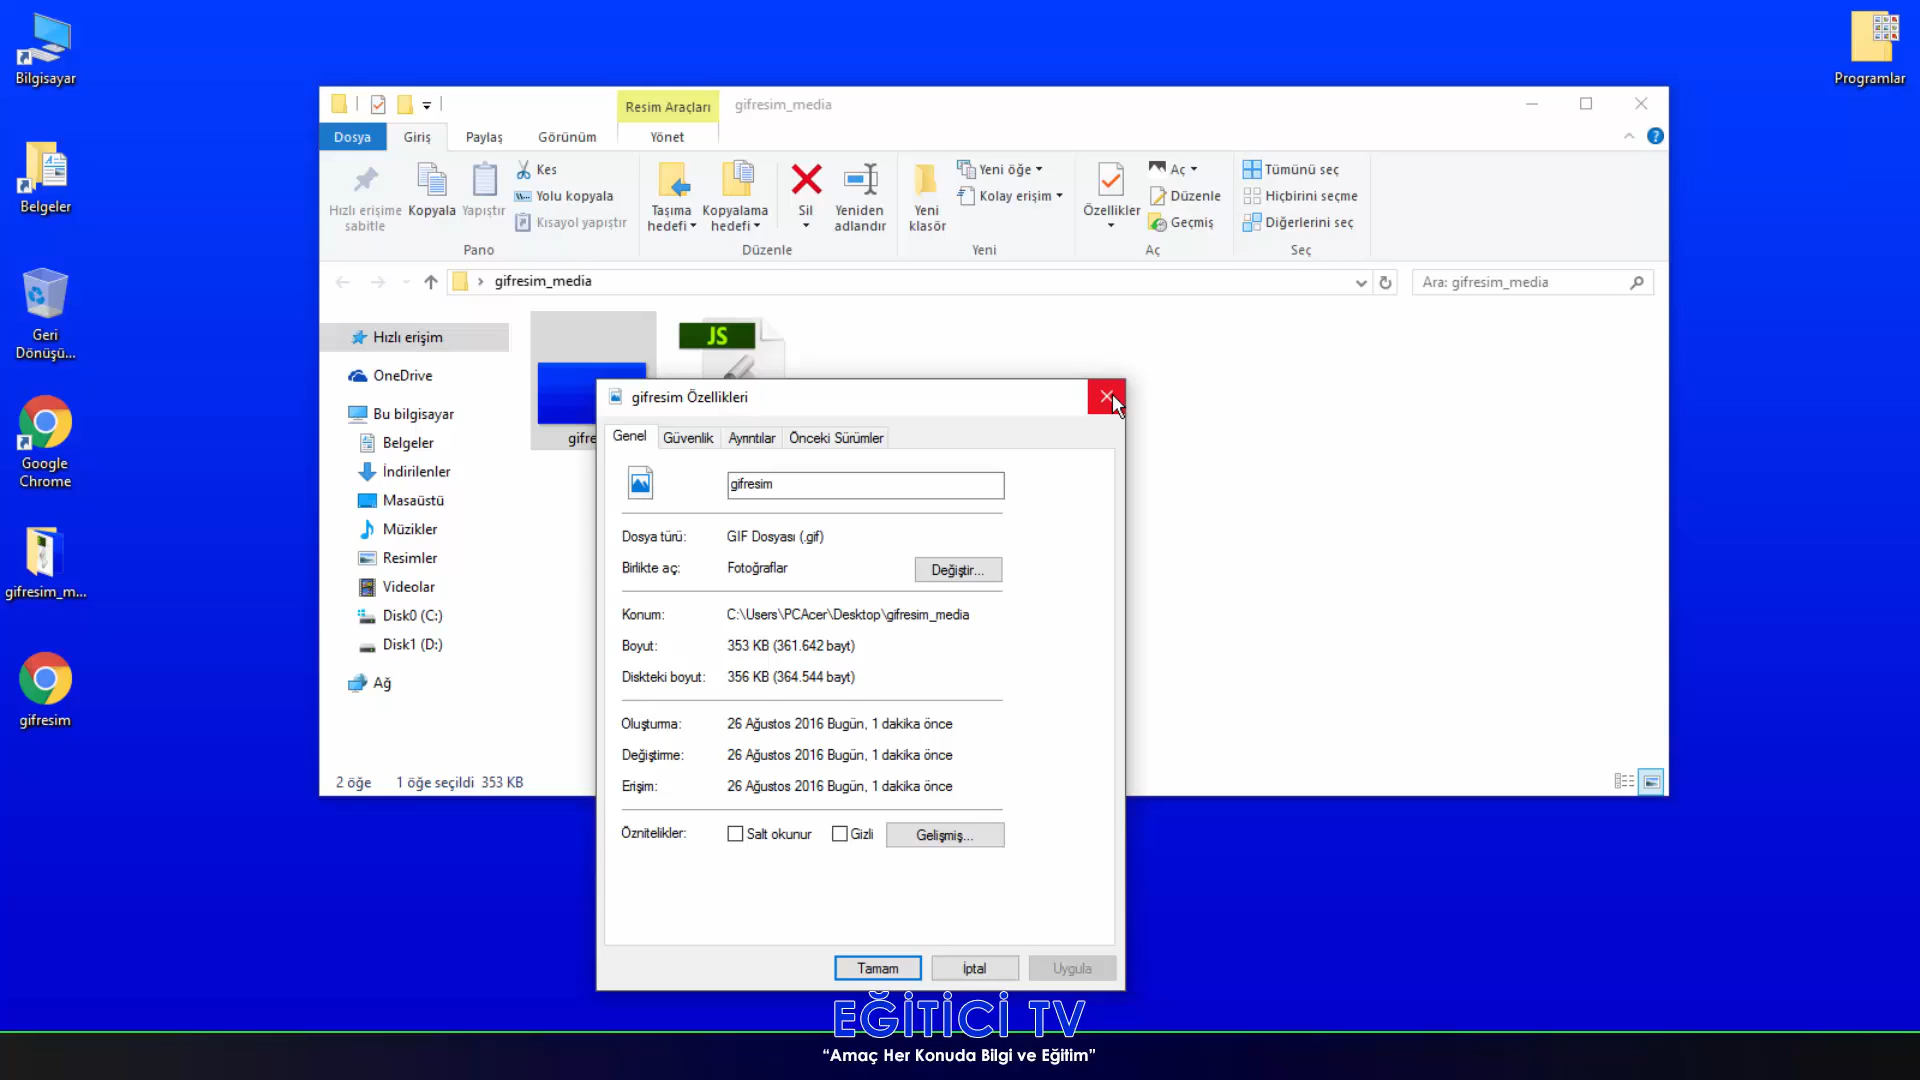 Bilgisayar
Belgeler
Geri
Dönüşü...
Google
Chrome
gifresim_m...
gifresim
Programlar
Resim Araçları
gifresim_media
Dosya
Giriş
Paylaş
Görünüm
Yönet
Hızlı erişime
sabitle
Kopyala
Yapıştır
Kes
Yolu kopyala
Kısayol yapıştır
Pano
Taşıma
hedefi
Kopyalama
hedefi
Sil
Yeniden
adlandır
Düzenle
Yeni
klasör
Yeni öğe
Kolay erişim
Yeni
Özellikler
Aç
Düzenle
Geçmiş
Aç
Tümünü seç
Hiçbirini seçme
Diğerlerini seç
Seç
gifresim_media
Ara: gifresim_media
Hızlı erişim
OneDrive
Bu bilgisayar
Belgeler
İndirilenler
Masaüstü
Müzikler
Resimler
Videolar
Disk0 (C:)
Disk1 (D:)
Ağ
JS
gifre
2 öğe
1 öğe seçildi 353 KB
gifresim Özellikleri
Genel
Güvenlik
Ayrıntılar
Önceki Sürümler
gifresim
Dosya türü: GIF Dosyası (.gif)
Birlikte aç: Fotoğraflar Değiştir...
Konum: C:\Users\PCAcer\Desktop\gifresim_media
Boyut: 353 KB (361.642 bayt)
Diskteki boyut: 356 KB (364.544 bayt)
Oluşturma: 26 Ağustos 2016 Bugün, 1 dakika önce
Değiştirme: 26 Ağustos 2016 Bugün, 1 dakika önce
Erişim: 26 Ağustos 2016 Bugün, 1 dakika önce
Öznitelikler: Salt okunur Gizli Gelişmiş...
Tamam
İptal
Uygula
EĞİTİCİ TV
“Amaç Her Konuda Bilgi ve Eğitim”